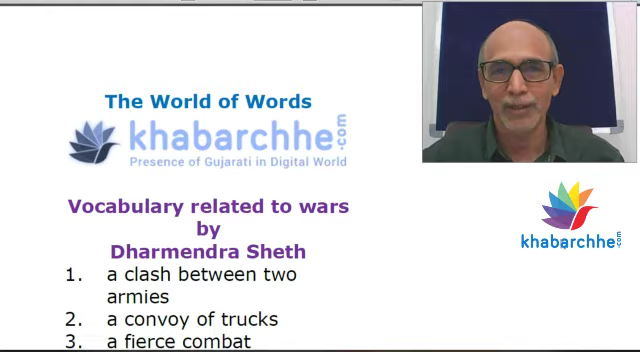 The World of Words
khabarchhe.com
Presence of Gujarati in Digital World
Vocabulary related to wars
by
Dharmendra Sheth
1. a clash between two
armies
2. a convoy of trucks
3. a fierce combat
khabarchhe.com